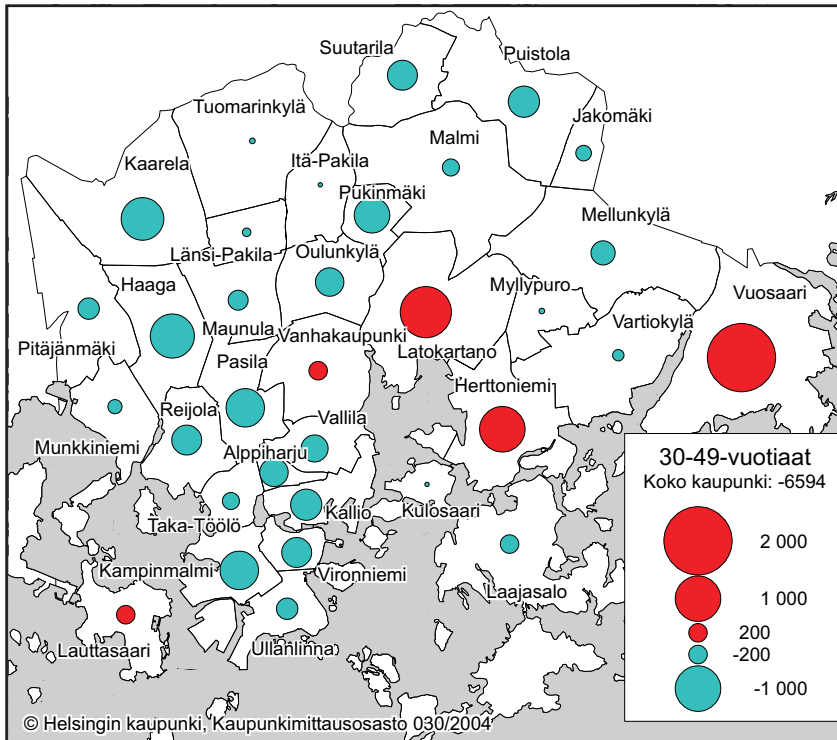 Suutarila
Puistola
Tuomarinkylä
Jakomäki
Malmi
Itä-Pakila
Kaarela
Pukinmäki
Mellunkylä
Länsi-Pakila
Oulunkylä
Haaga
Myllypuro
Vuosaari
Maunula
Vartiokylä
Vanhakaupunki
Pitäjänmäki
Latokartano
Pasila
Herttoniemi
Reijola
Vallila
Munkkiniemi
Alppiharju
Kulosaari
Kallio
Taka-Töölö
Kampinmalmi
Vironniemi
Laajasalo
Lauttasaari
Ullanlinna
30-49-vuotiaat
Koko kaupunki: -6594
2 000
1 000
200
-200
-1 000
© Helsingin kaupunki, Kaupunkimittausosasto 030/2004